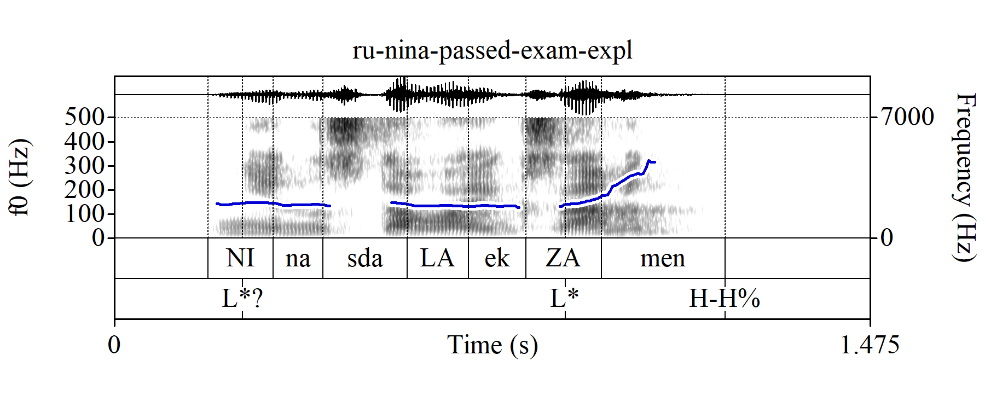 ru-nina-passed-exam-expl
500
400
300
200
100
0
f0 (Hz)
7000
0
Frequency (Hz)
NI na sda LA ek ZA men
L*? L* H-H%
0 Time (s) 1.475